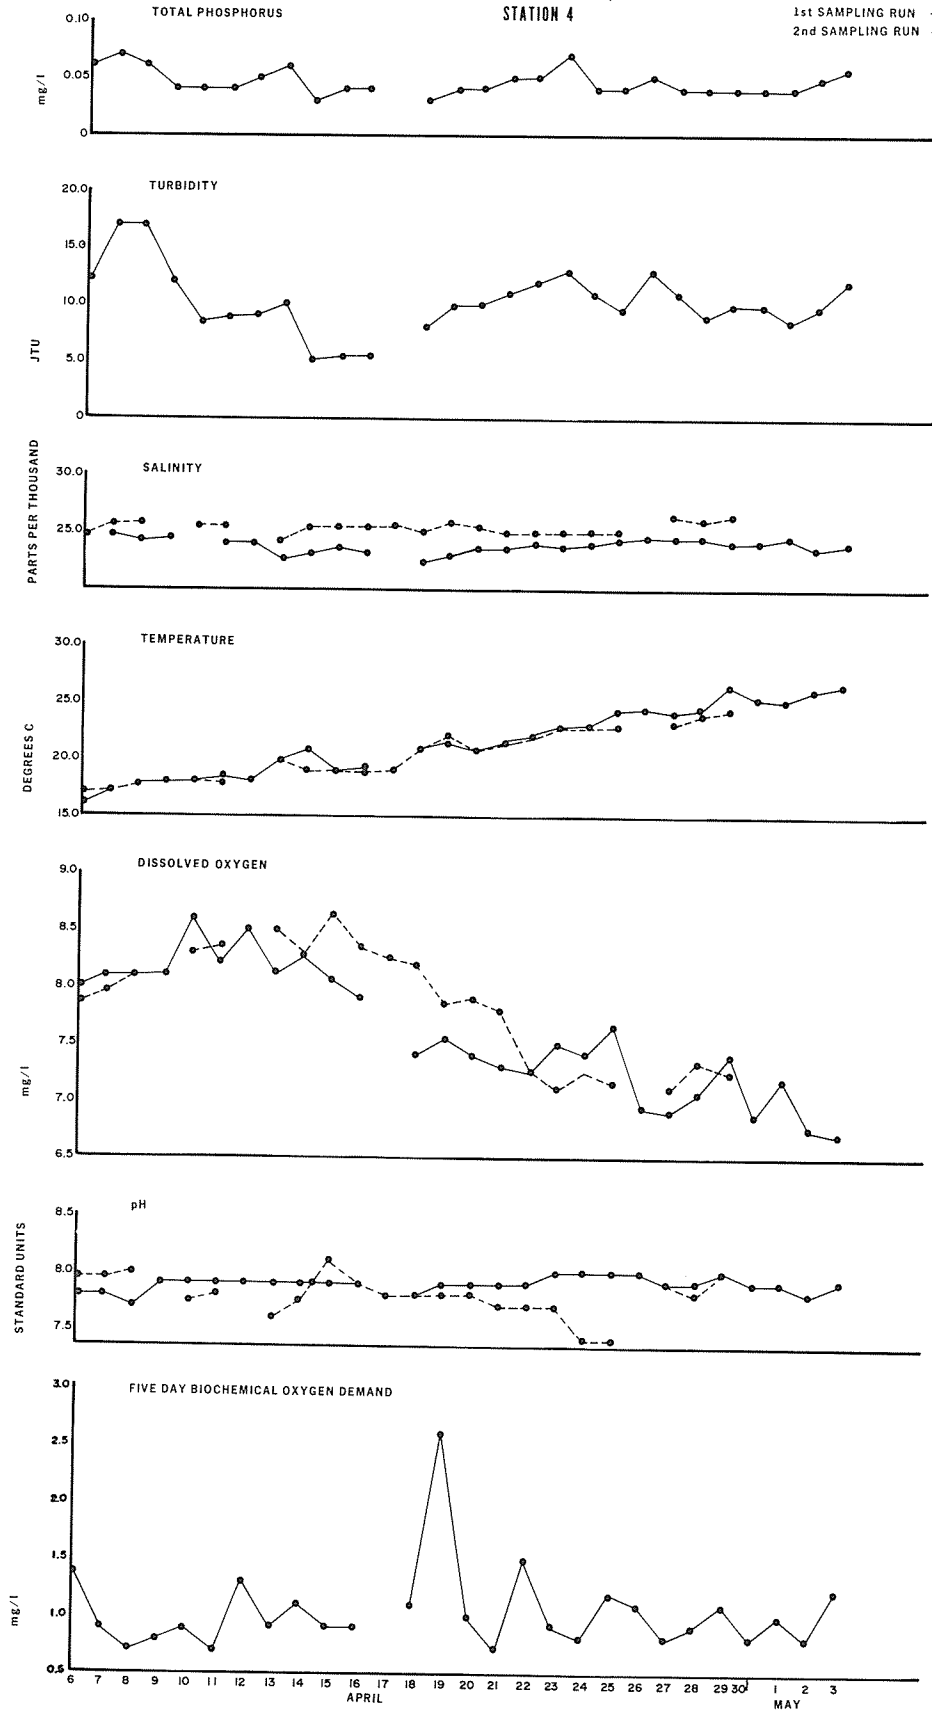 TOTAL PHOSPHORUS
STATION 4
1st SAMPLING RUN
2nd SAMPLING RUN
0.10
0.05
0
mg/l
TURBIDITY
20.0
15.0
10.0
5.0
0
JTU
SALINITY
30.0
25.0
PARTS PER THOUSAND
TEMPERATURE
30.0
25.0
20.0
15.0
DEGREES C
DISSOLVED OXYGEN
9.0
8.5
8.0
7.5
7.0
6.5
mg/l
pH
8.5
8.0
7.5
STANDARD UNITS
FIVE DAY BIOCHEMICAL OXYGEN DEMAND
3.0
2.5
2.0
1.5
1.0
0.5
mg/l
6 7 8 9 10 11 12 13 14 15 16 17 18 19 20 21 22 23 24 25 26 27 28 29 30 1 2 3
APRIL MAY